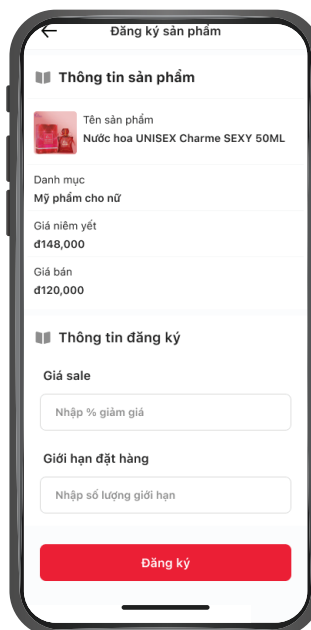 Đăng ký sản phẩm
Thông tin sản phẩm
Tên sản phẩm
Nước hoa UNISEX Charme SEXY 50ML
Danh mục
Mỹ phẩm cho nữ
Giá niêm yết
đ148,000
Giá bán
đ120,000
Thông tin đăng ký
Giá sale
Nhập % giảm giá
Giới hạn đặt hàng
Nhập số lượng giới hạn
Đăng ký